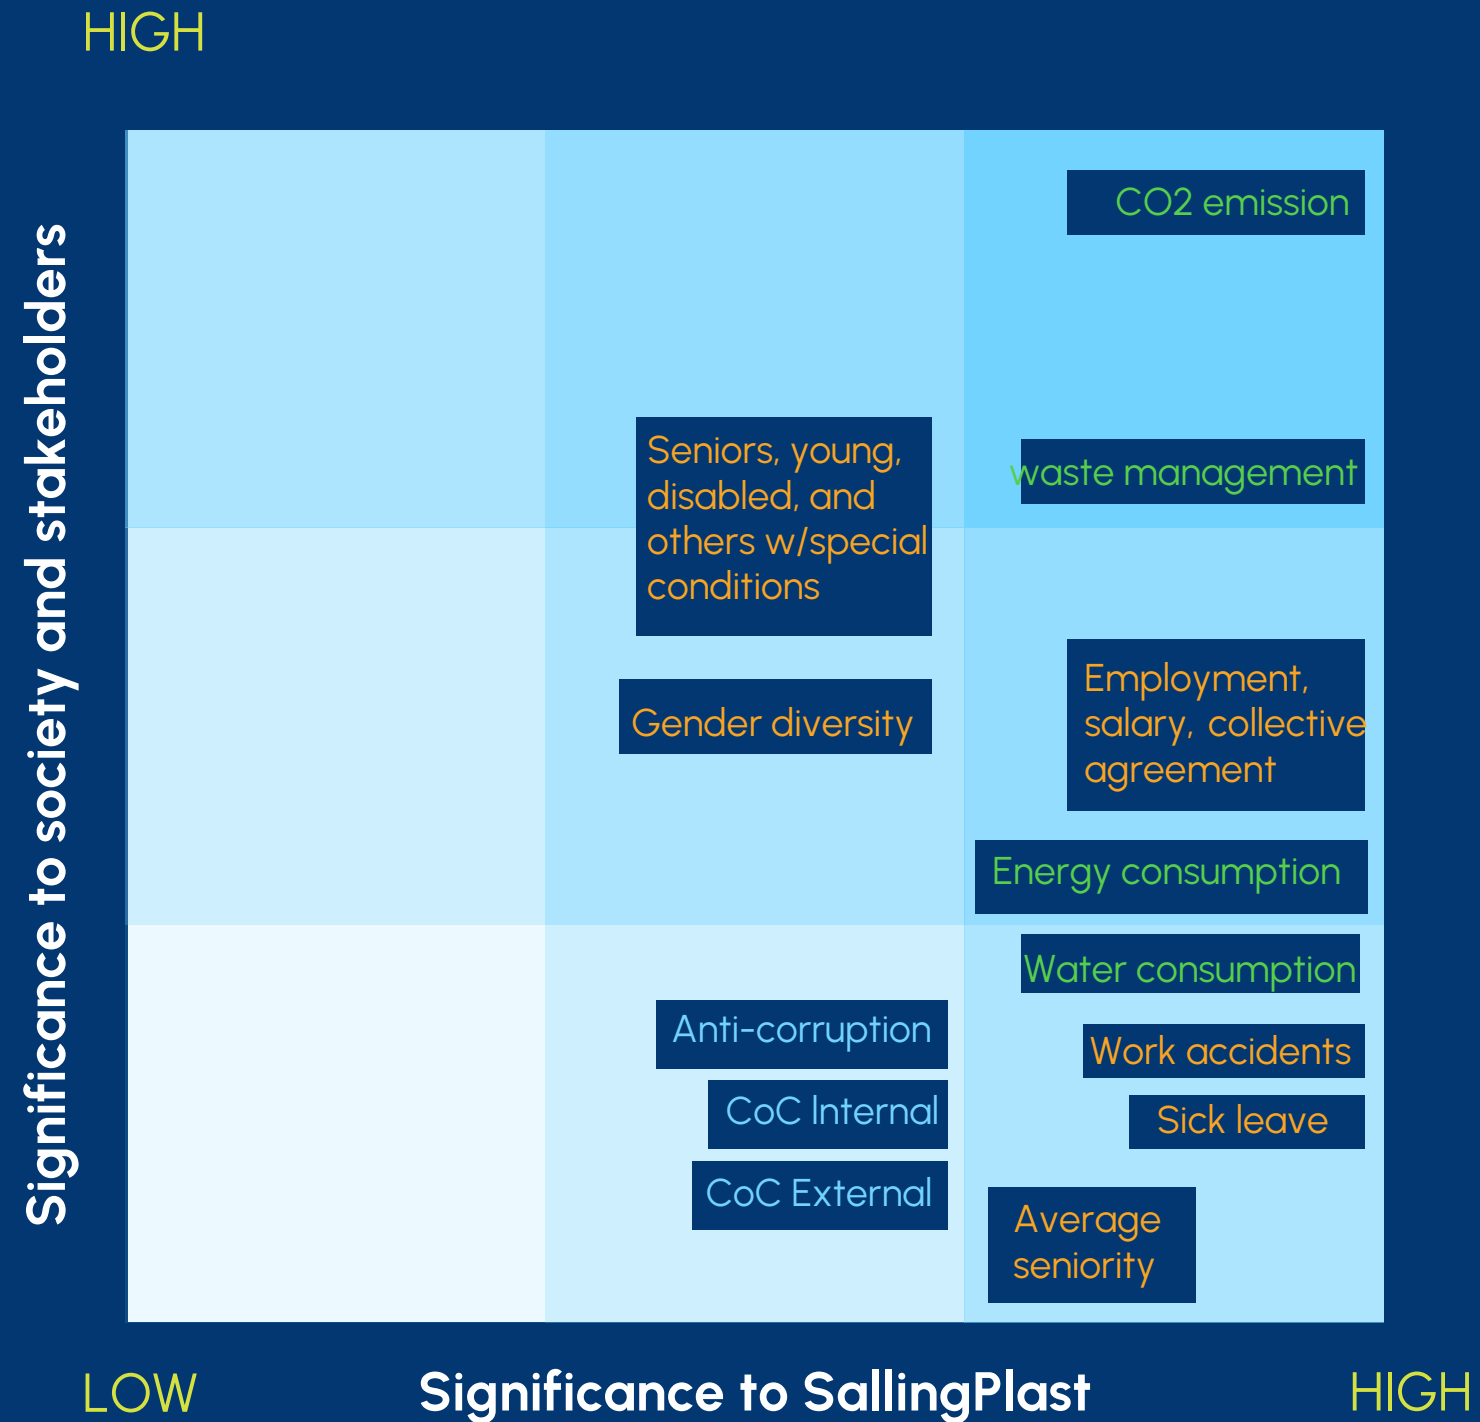 HIGH
Significance to society and stakeholders
CO2 emission
Seniors, young,
disabled, and
others w/special
conditions
waste management
Gender diversity
Employment,
salary, collective
agreement
Energy consumption
Water consumption
Anti-corruption
Work accidents
CoC Internal
Sick leave
CoC External
Average
seniority
LOW
Significance to SallingPlast
HIGH